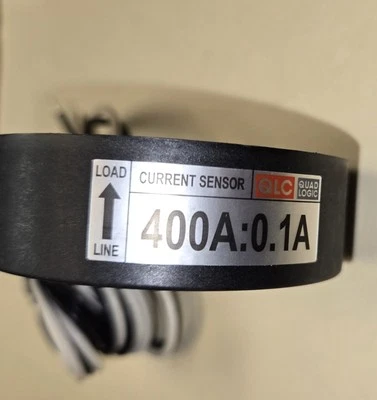 LOAD
LINE
CURRENT SENSOR
QLC
QUAD
LOGIC
400A:0.1A